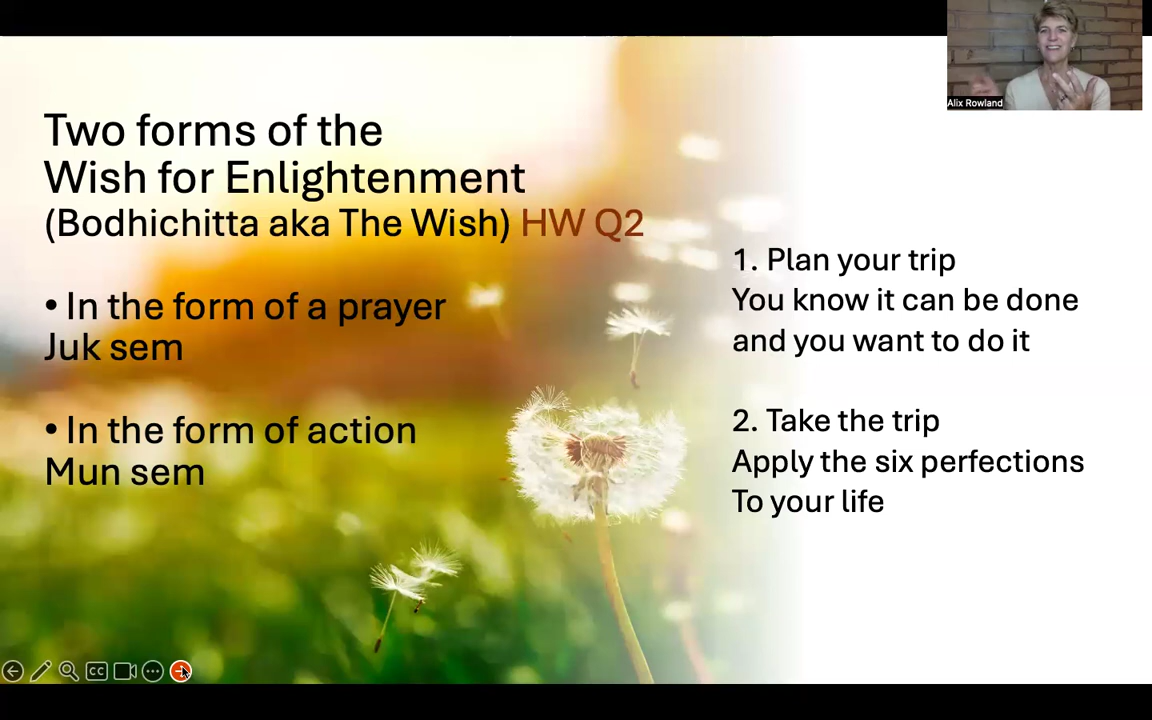 Alix Rowland
Two forms of the
Wish for Enlightenment
(Bodhichitta aka The Wish) HW Q2
• In the form of a prayer
Juk sem
• In the form of action
Mun sem
1. Plan your trip
You know it can be done
and you want to do it
2. Take the trip
Apply the six perfections
To your life
CC